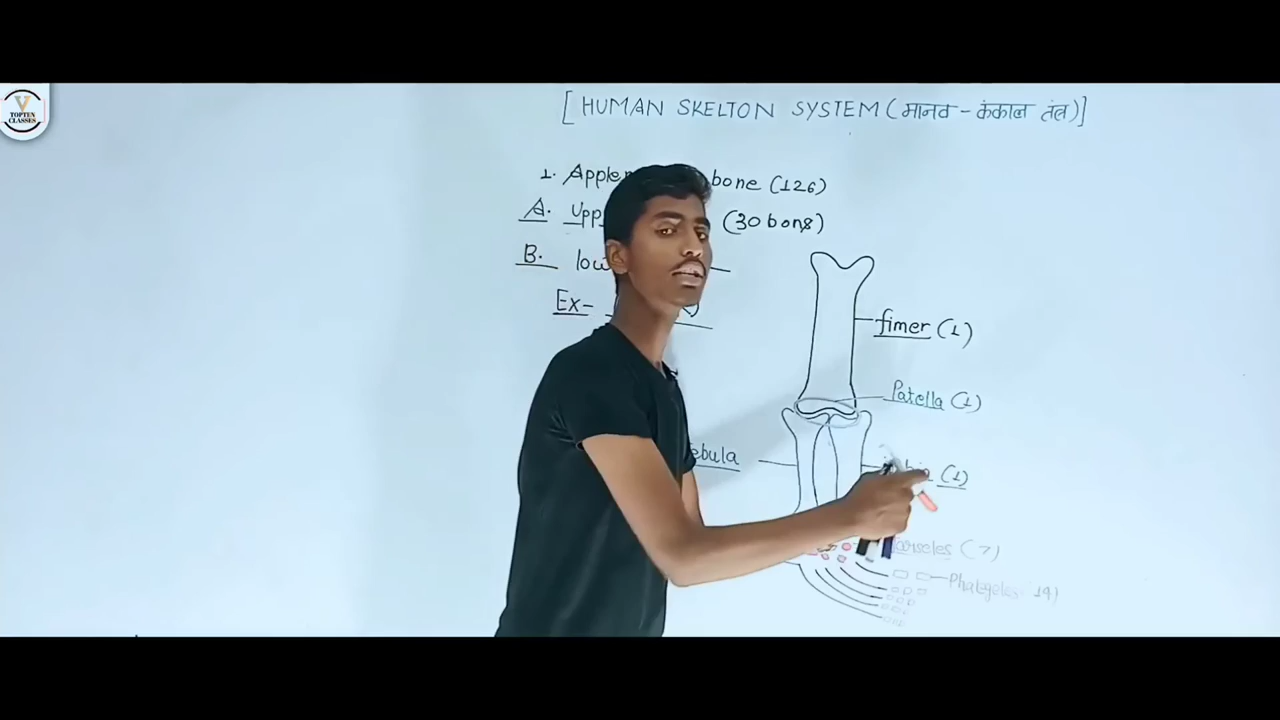 V
TOPTEN
CLASSES
[HUMAN SKELTON SYSTEM (मानव - कंकाल तंत्र)]
1. Apple bone (126)
A. Upp (30 bons)
B. low
Ex-
fimer (1)
Patella (1)
ebula
(1)
arseles (7)
Phalegeles 14)